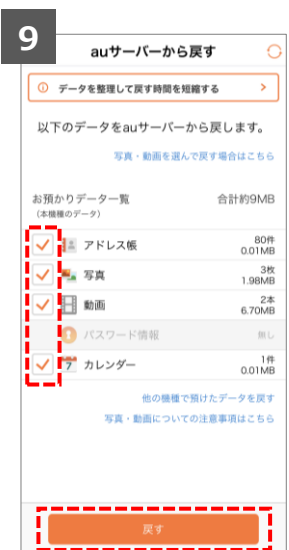 9
auサーバーから戻す
データを整理して戻す時間を短縮する
以下のデータをauサーバーから戻します。
写真・動画を選んで戻す場合はこちら
お預かりデータ一覧 合計約9MB
(本機種のデータ)
アドレス帳 80件
0.01MB
写真 3枚
1.98MB
動画 2本
6.70MB
パスワード情報 無し
7 カレンダー 1件
0.01MB
他の機種で預けたデータを戻す
写真・動画についての注意事項はこちら
戻す